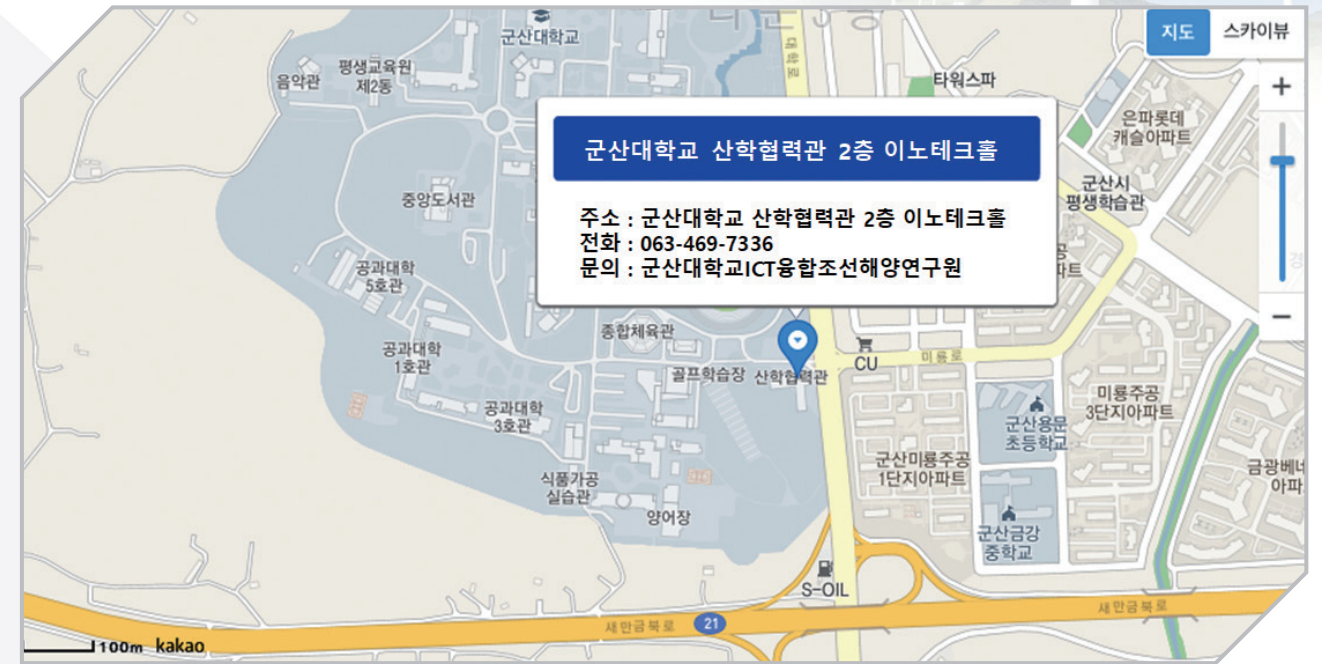 군산대학교
대학로
지도 스카이뷰
음악관
평생교육원
제2동
타워스파
+
은파롯데
캐슬아파트
군산대학교 산학협력관 2층 이노테크홀
중앙도서관
군산시
평생학습관
주소 : 군산대학교 산학협력관 2층 이노테크홀
전화 : 063-469-7336
문의 : 군산대학교ICT융합조선해양연구원
공과대학
5호관
−
종합체육관
공과대학
1호관
골프학습장 산학협력관
CU
미룡로
공과대학
3호관
군산용문
초등학교
미룡주공
3단지아파트
군산미룡주공
1단지아파트
금광베네
아파
식품가공
실습관
양어장
군산금강
중학교
S-OIL
새만금북로
21
새만금북로
100m kakao